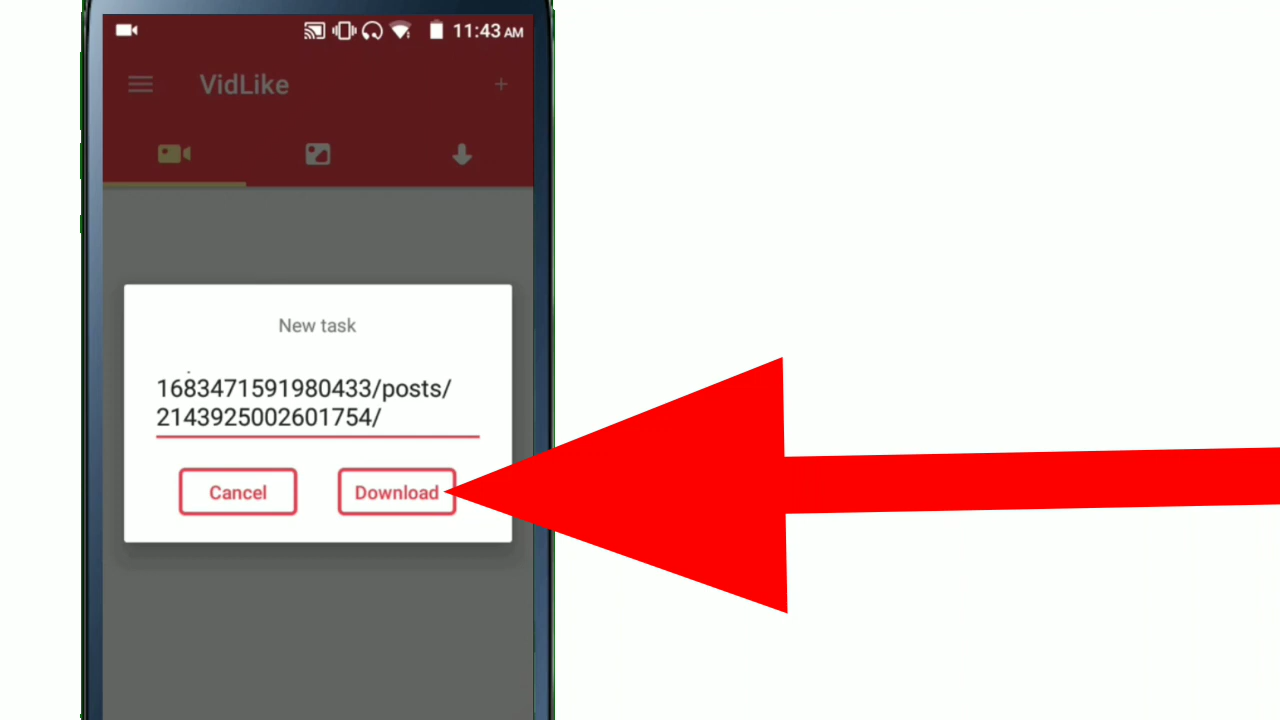 11:43 AM
VidLike
New task
1683471591980433/posts/
2143925002601754/
Cancel
Download